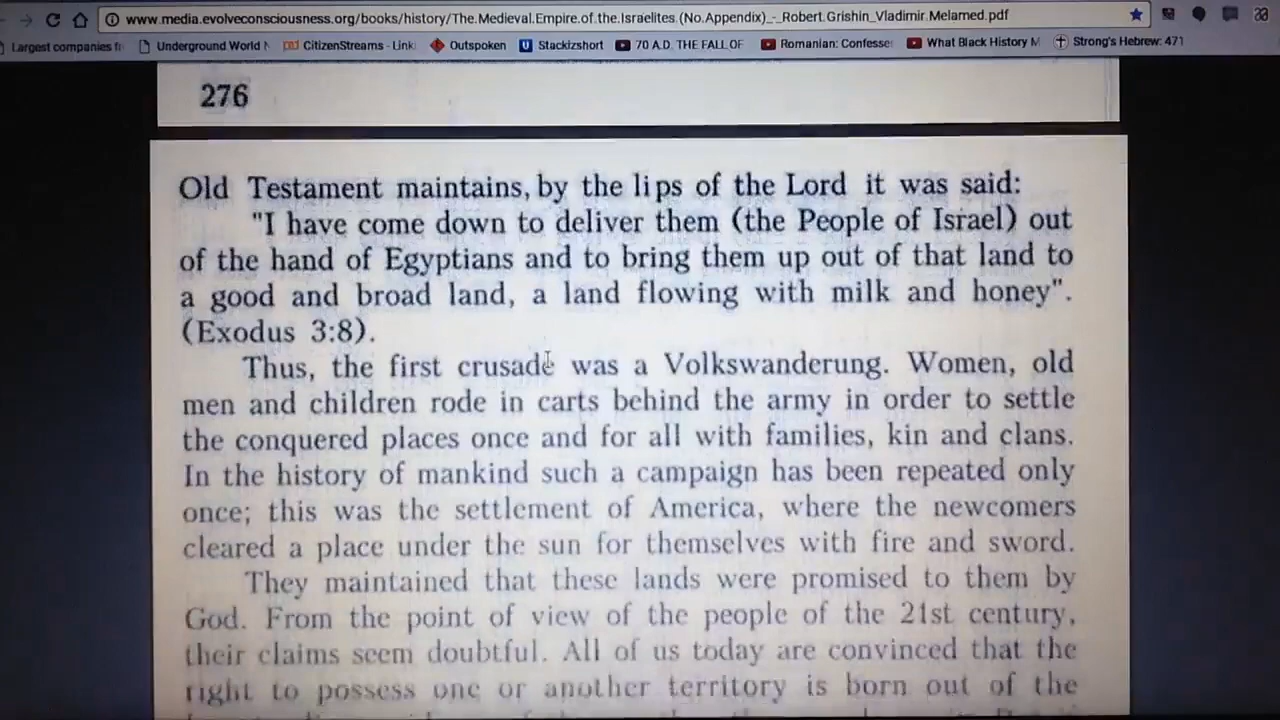 www.media.evolveconsciousness.org/books/history/The.Medieval.Empire.of.the.Israelites.(No.Appendix)_-_Robert.Grishin_Vladimir.Melamed.pdf
Largest companies fr Underground World N CitizenStreams - Link Outspoken Stackizshort 70 A.D. THE FALL OF Romanian: Confesse What Black History M Strong's Hebrew: 471
276
Old Testament maintains, by the lips of the Lord it was said:
"I have come down to deliver them (the People of Israel) out
of the hand of Egyptians and to bring them up out of that land to
a good and broad land, a land flowing with milk and honey".
(Exodus 3:8).
Thus, the first crusade was a Volkswanderung. Women, old
men and children rode in carts behind the army in order to settle
the conquered places once and for all with families, kin and clans.
In the history of mankind such a campaign has been repeated only
once; this was the settlement of America, where the newcomers
cleared a place under the sun for themselves with fire and sword.
They maintained that these lands were promised to them by
God. From the point of view of the people of the 21st century,
their claims seem doubtful. All of us today are convinced that the
right to possess one or another territory is born out of the